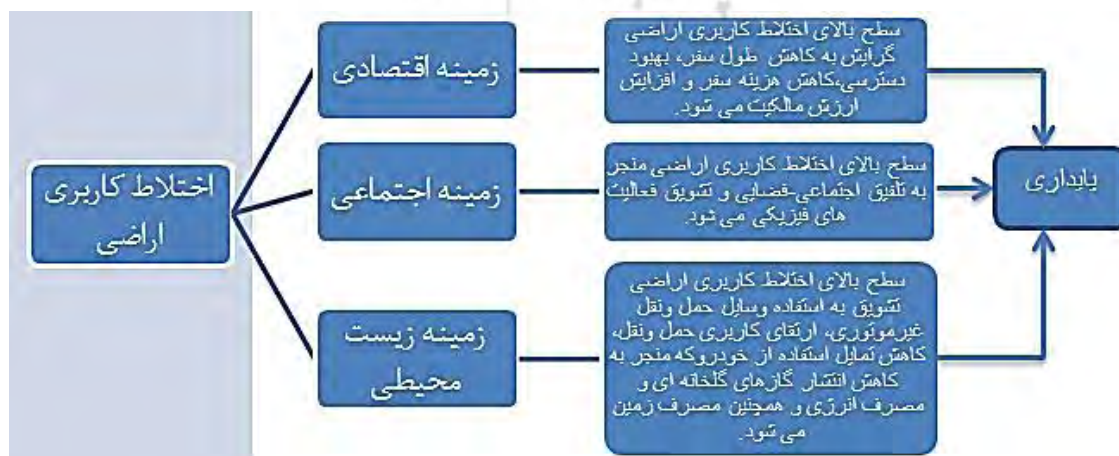 اختلاط کاربری
اراضی
زمینه اقتصادی
سطح بالای اختلاط کاربری اراضی
گرایش به کاهش طول سفر، بهبود
دسترسی،کاهش هزینه سفر و افزایش
ارزش مالکیت می شود.
زمینه اجتماعی
سطح بالای اختلاط کاربری اراضی منجر
به تلفیق اجتماعی-فضایی و تشویق فعالیت
های فیزیکی می شود.
زمینه زیست
محیطی
سطح بالای اختلاط کاربری اراضی
تشویق به استفاده وسایل حمل ونقل
غیرموتوری، ارتقای کاربری حمل ونقل،
کاهش تمایل استفاده از خودروکه منجر به
کاهش انتشار گازهای گلخانه ای و
مصرف انرژی و همچنین مصرف زمین
می شود.
پایداری